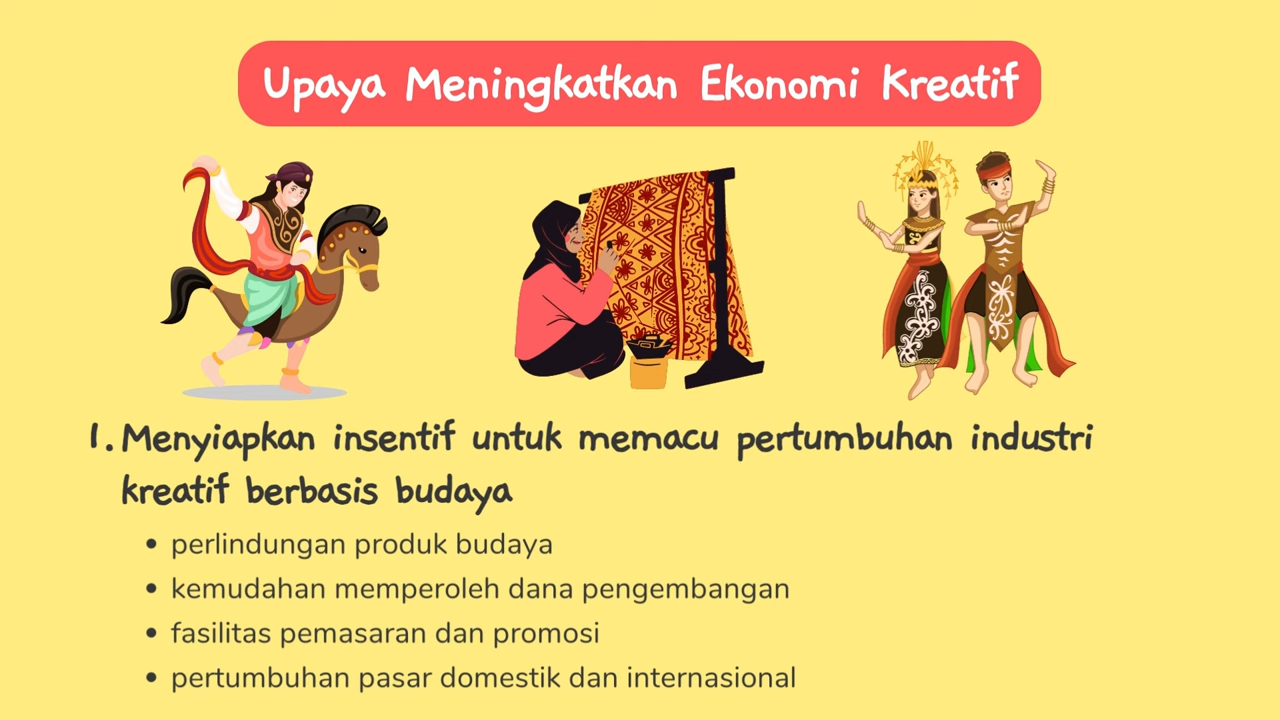 Upaya Meningkatkan Ekonomi Kreatif
1. Menyiapkan insentif untuk memacu pertumbuhan industri
kreatif berbasis budaya
• perlindungan produk budaya
• kemudahan memperoleh dana pengembangan
• fasilitas pemasaran dan promosi
• pertumbuhan pasar domestik dan internasional